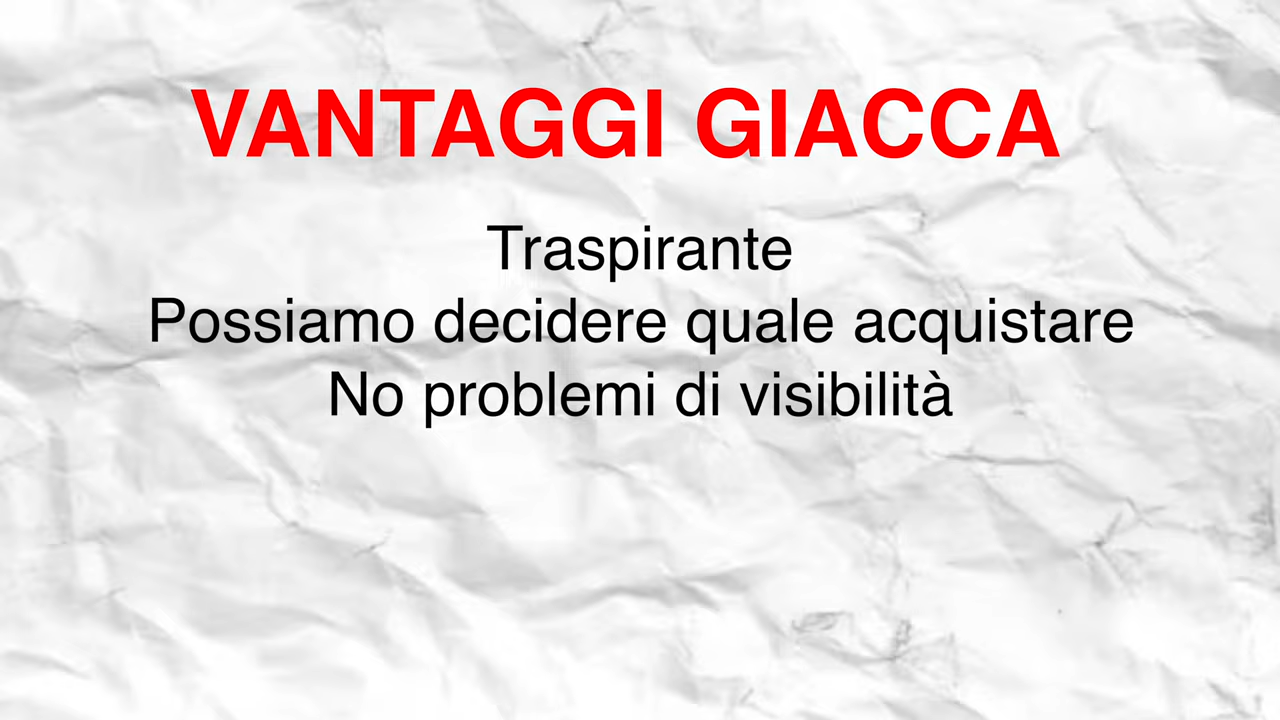 VANTAGGI GIACCA
Traspirante
Possiamo decidere quale acquistare
No problemi di visibilità